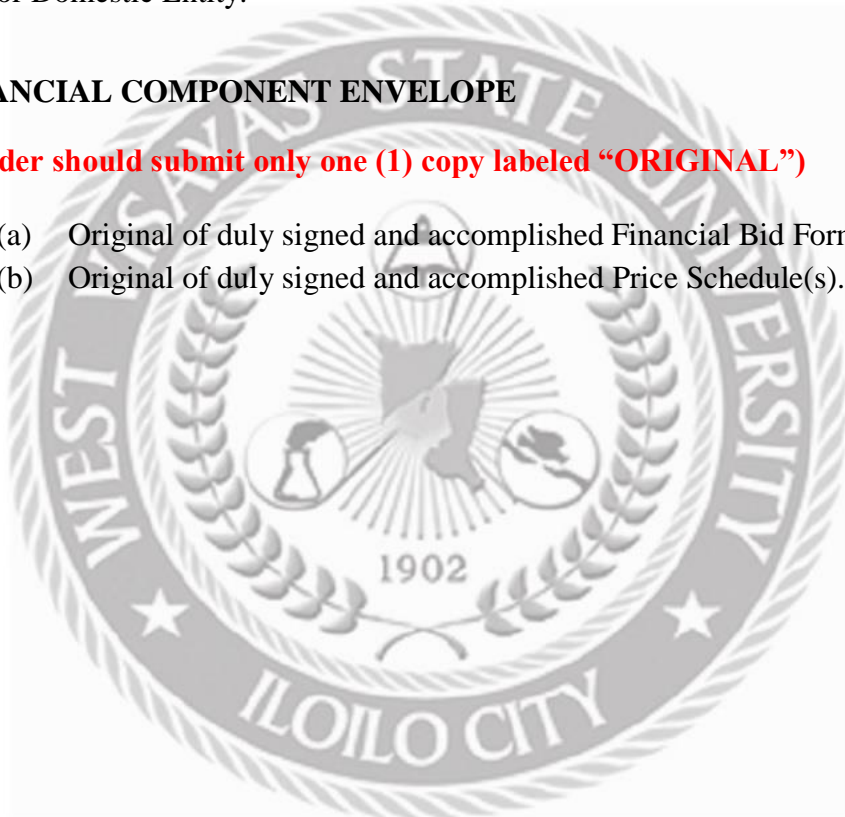 or Domestic Entity.
ANCIAL COMPONENT ENVELOPE
der should submit only one (1) copy labeled “ORIGINAL”)
(a) Original of duly signed and accomplished Financial Bid Form
(b) Original of duly signed and accomplished Price Schedule(s).
WEST VISAYAS STATE UNIVERSITY
1902
ILOILO CITY